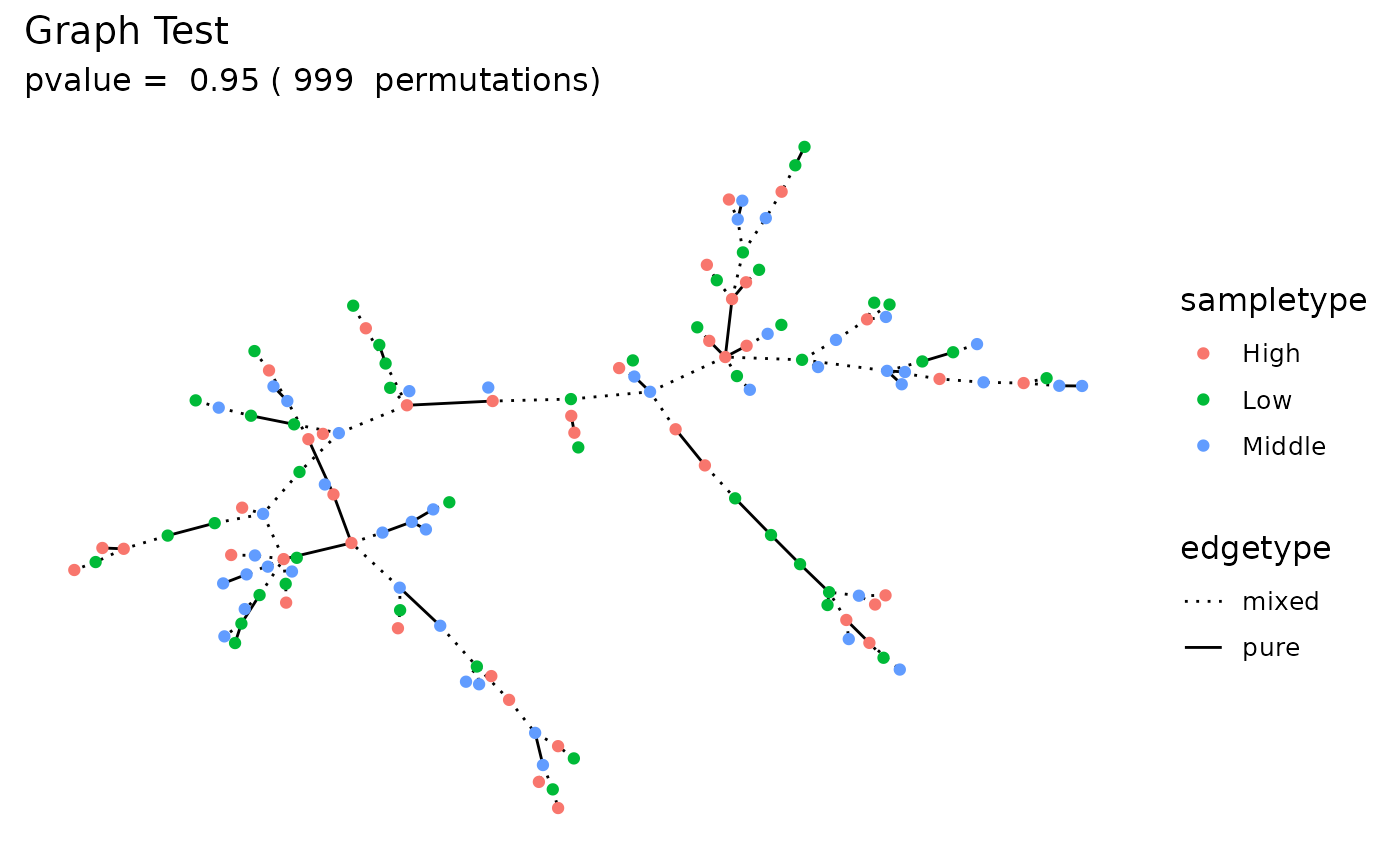 Graph Test
pvalue =  0.95 ( 999  permutations)
sampletype
High
Low
Middle
edgetype
mixed
pure